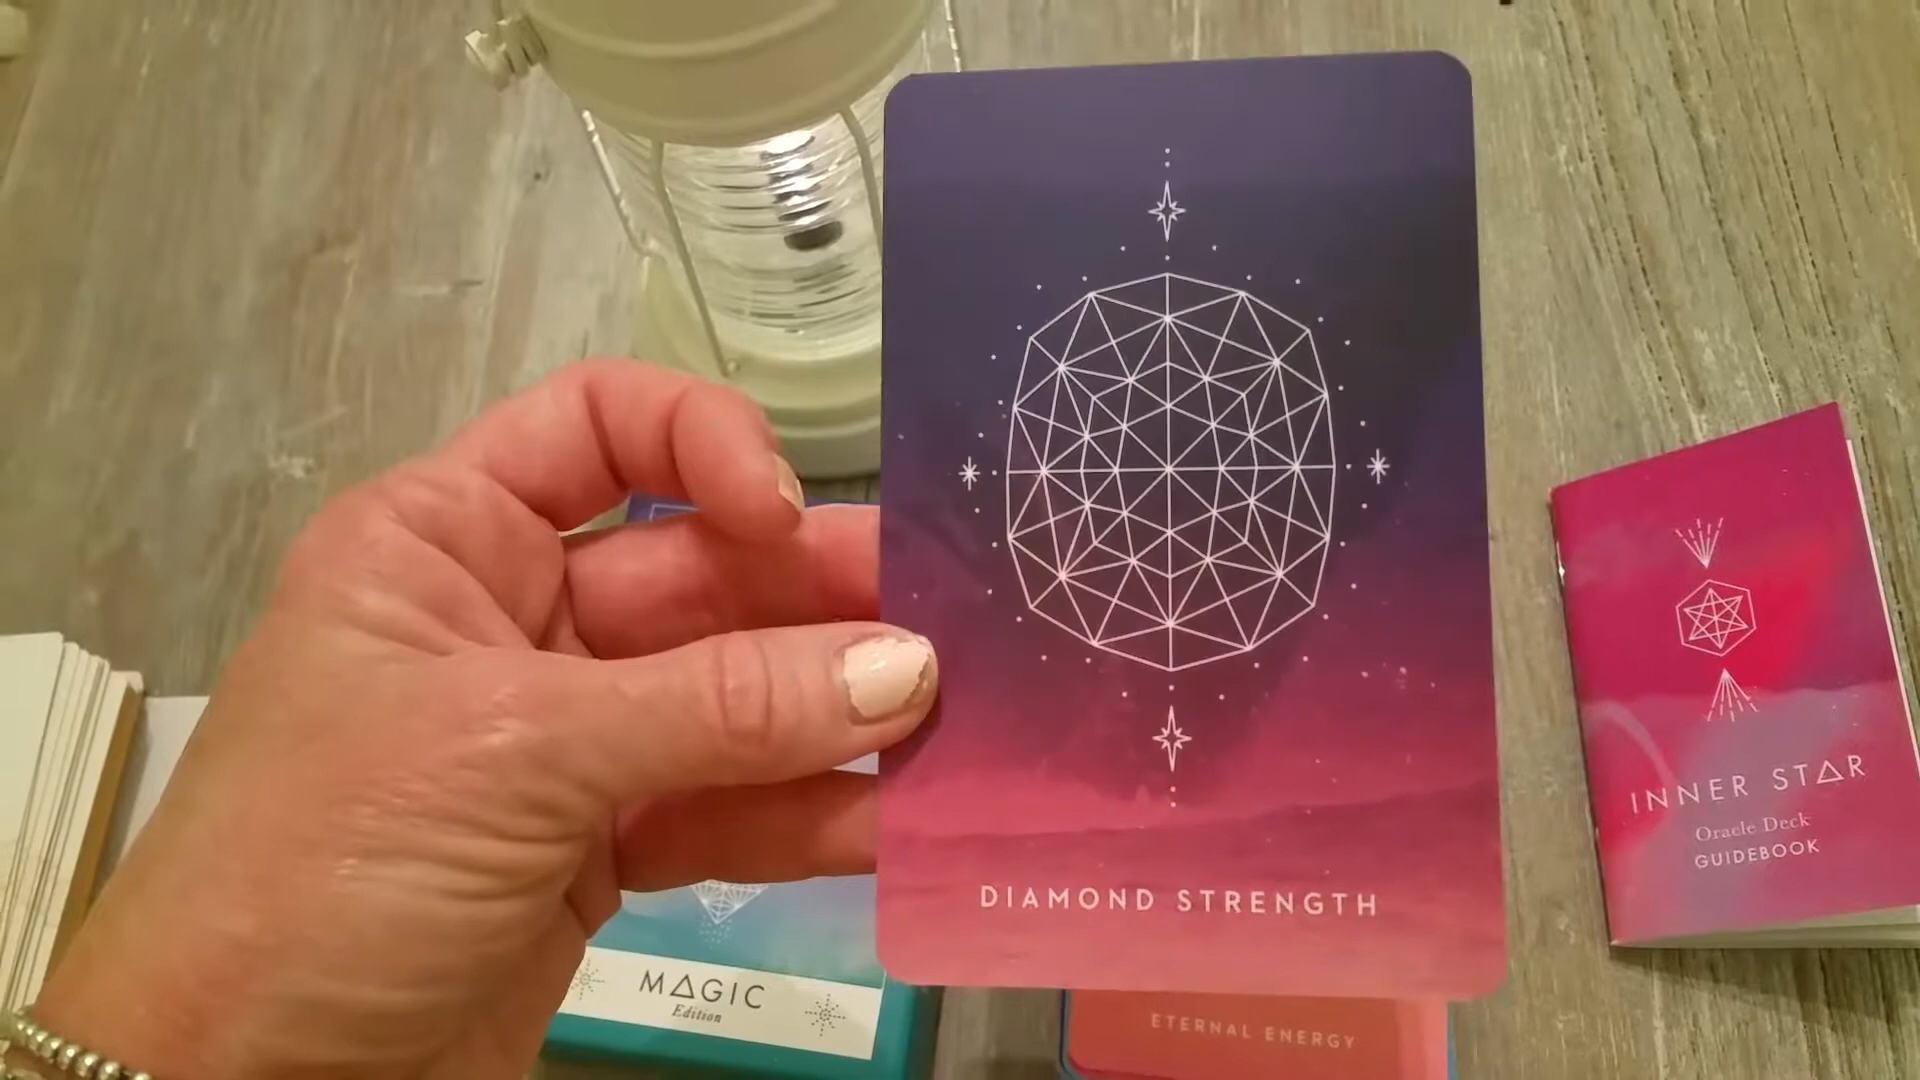 DIAMOND STRENGTH
INNER STAR
Oracle Deck
GUIDEBOOK
MAGIC
Edition
ETERNAL ENERGY